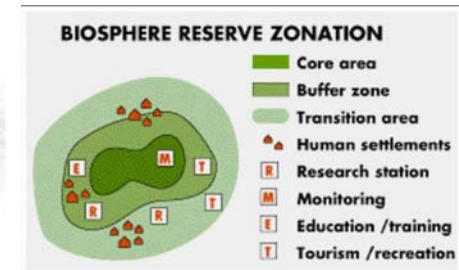 BIOSPHERE RESERVE ZONATION
Core area
Buffer zone
Transition area
Human settlements
R Research station
M Monitoring
E Education /training
T Tourism /recreation
E
M
T
R
R
T